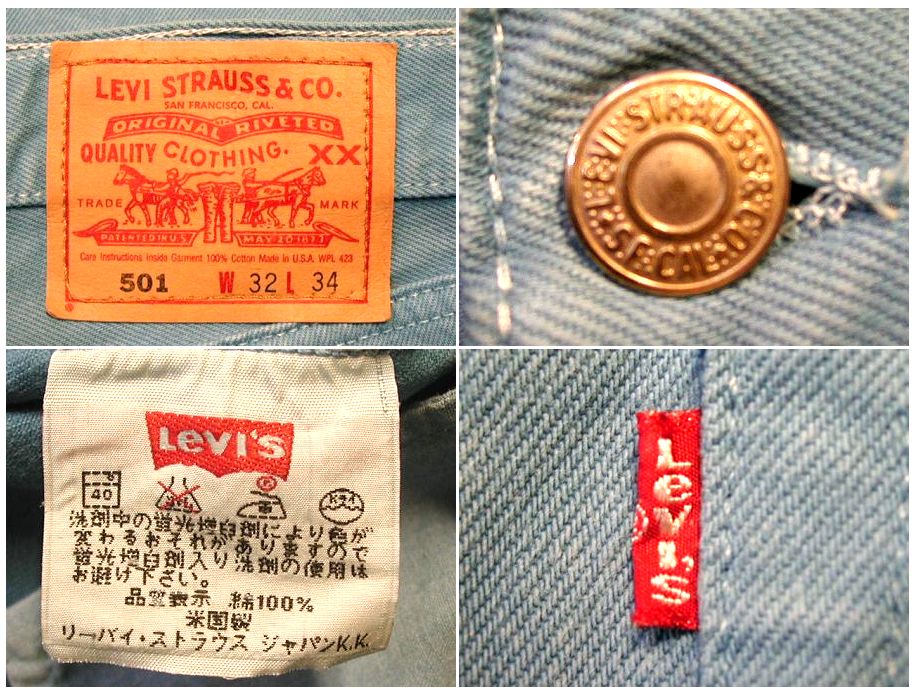 LEVI STRAUSS & CO.
SAN FRANCISCO, CAL.
ORIGINAL RIVETED
QUALITY CLOTHING. XX
TRADE MARK
PATENTED IN U.S. MAY 20 1873
Care Instructions Inside Garment 100% Cotton Made in U.S.A. WPL 423
501 W 32 L 34
®
LEVI STRAUSS & CO.
S.F. CAL.
LEVI'S
40
ドライ
洗剤中の蛍光増白剤により色が
変わるおそれがありますので
蛍光増白剤入り洗剤の使用は
お避け下さい。
品質表示 綿100%
米国製
リーバイ・ストラウス ジャパンK.K.
LeVI'S
®